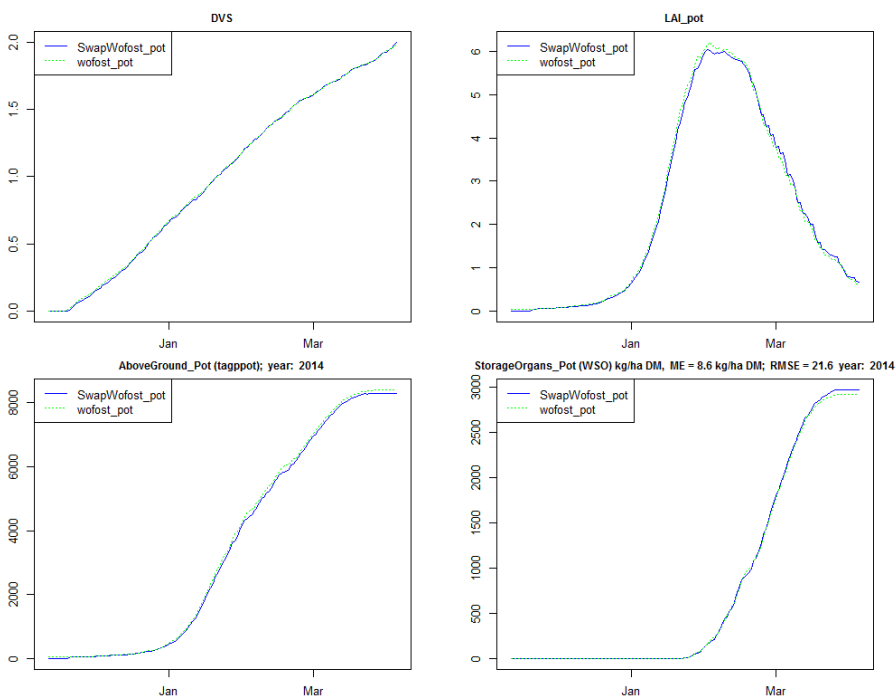 DVS
SwapWofost_pot
wofost_pot
0.0
0.5
1.0
1.5
2.0
Jan
Mar
LAI_pot
SwapWofost_pot
wofost_pot
0
1
2
3
4
5
6
Jan
Mar
AboveGround_Pot (tagppot); year: 2014
SwapWofost_pot
wofost_pot
0
2000
4000
6000
8000
Jan
Mar
StorageOrgans_Pot (WSO) kg/ha DM, ME = 8.6 kg/ha DM; RMSE = 21.6 year: 2014
SwapWofost_pot
wofost_pot
0
500
1000
1500
2000
2500
3000
Jan
Mar